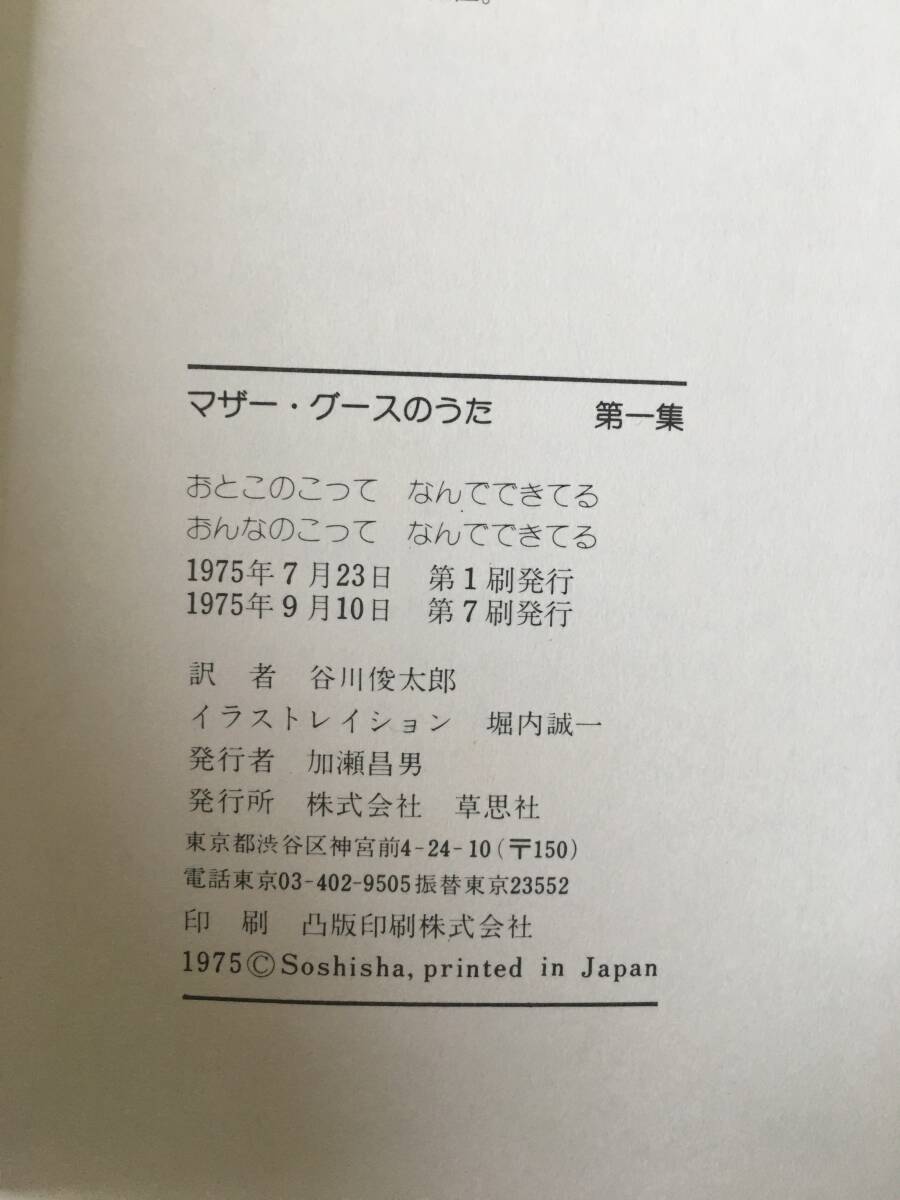 マザー・グースのうた　第一集
おとこのこって　なんでできてる
おんなのこって　なんでできてる
1975年7月23日　第1刷発行
1975年9月10日　第7刷発行
訳　者　谷川俊太郎
イラストレイション　堀内誠一
発行者　加瀬昌男
発行所　株式会社　草思社
東京都渋谷区神宮前4-24-10(〒150)
電話東京03-402-9505振替東京23552
印　刷　凸版印刷株式会社
1975©Soshisha, printed in Japan